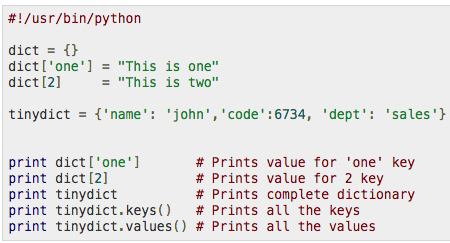 #!/usr/bin/python
dict = {}
dict['one'] = "This is one"
dict[2]     = "This is two"
tinydict = {'name': 'john','code':6734, 'dept': 'sales'}
print dict['one']       # Prints value for 'one' key
print dict[2]           # Prints value for 2 key
print tinydict          # Prints complete dictionary
print tinydict.keys()   # Prints all the keys
print tinydict.values() # Prints all the values